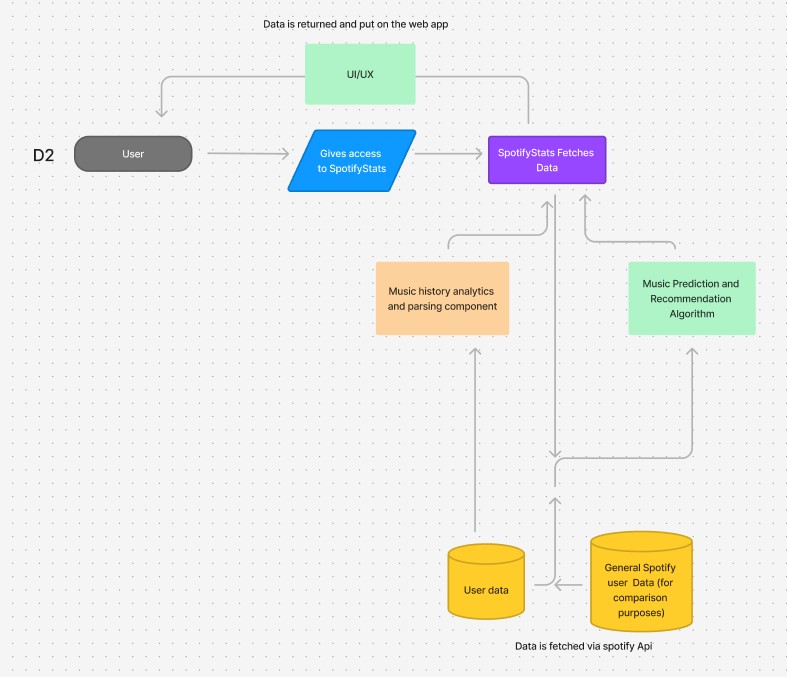 Data is returned and put on the web app
UI/UX
D2
User
Gives access
to SpotifyStats
SpotifyStats Fetches
Data
Music history analytics
and parsing component
Music Prediction and
Recommendation
Algorithm
User data
General Spotify
user Data (for
comparison
purposes)
Data is fetched via spotify Api